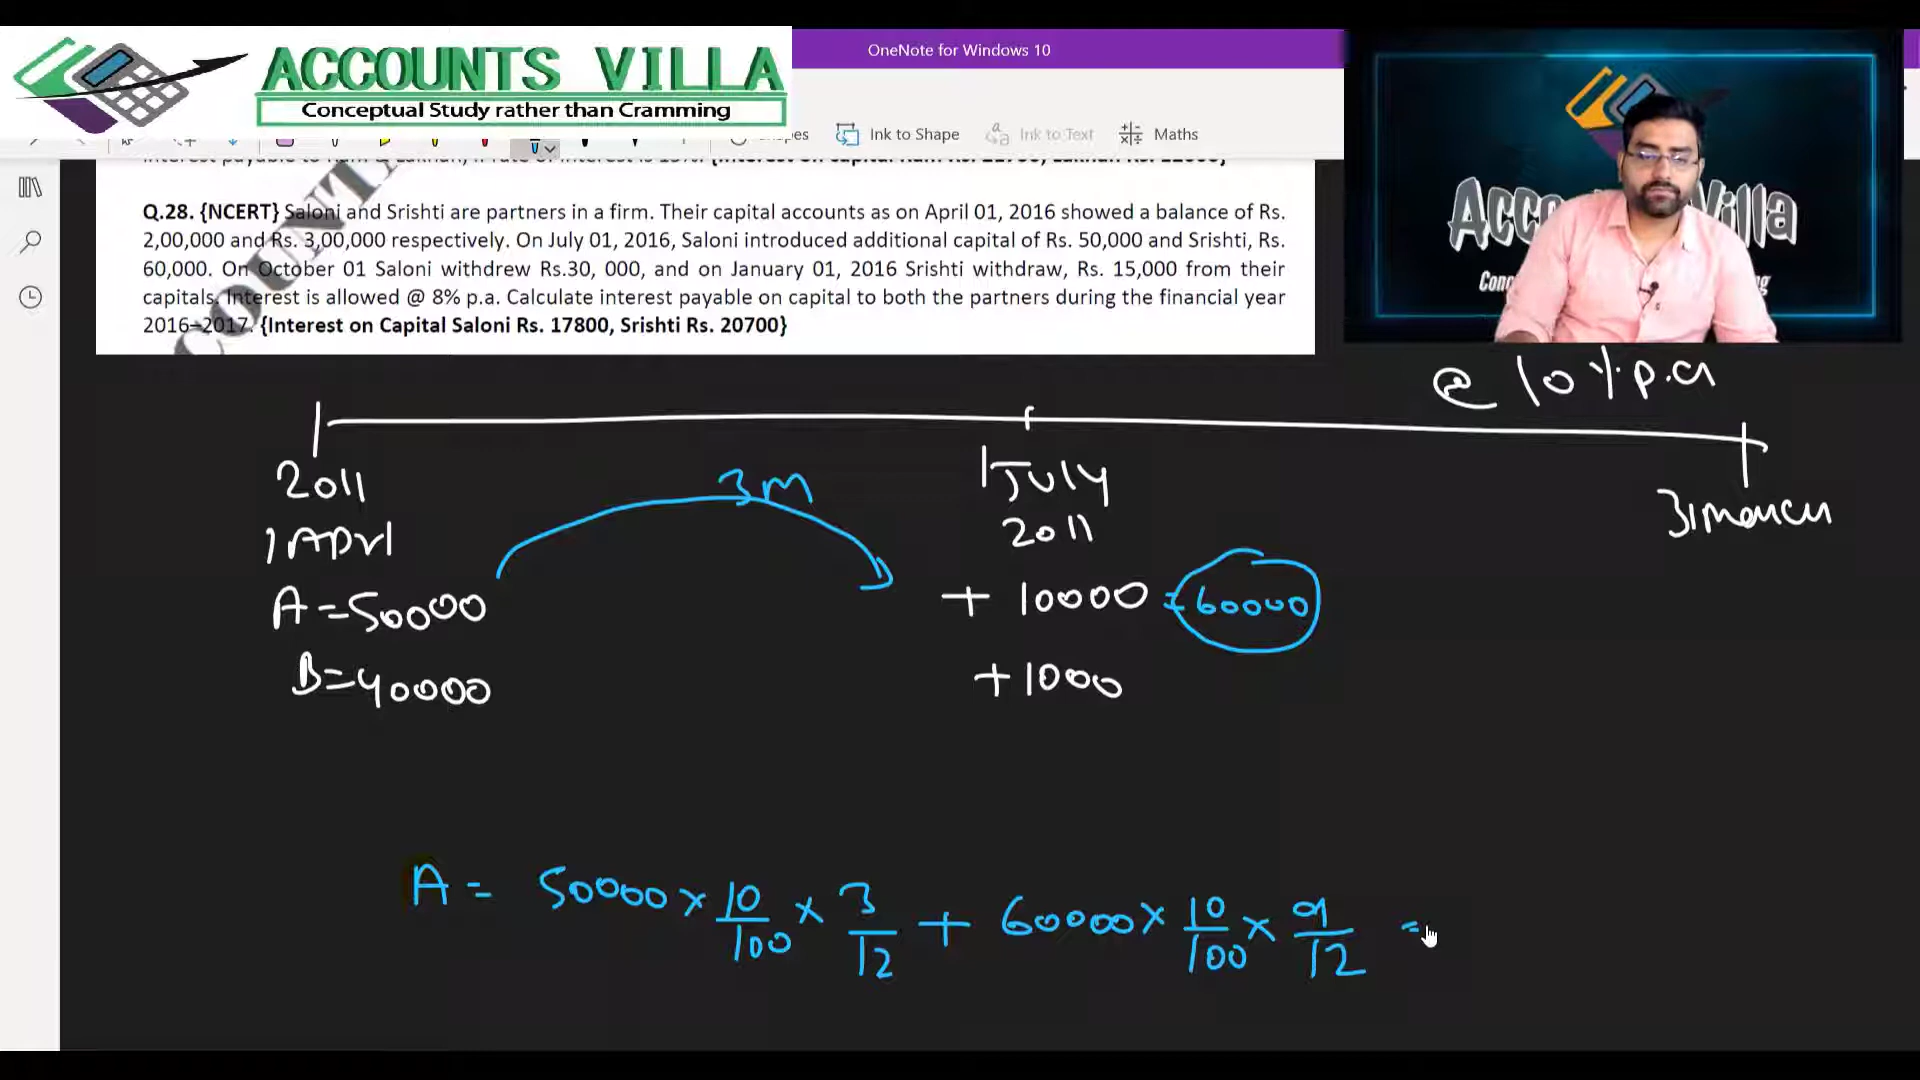 ACCOUNTS VILLA
Conceptual Study rather than Cramming
OneNote for Windows 10
Ink to Shape
Ink to Text
Maths
Q.28. {NCERT} Saloni and Srishti are partners in a firm. Their capital accounts as on April 01, 2016 showed a balance of Rs.
2,00,000 and Rs. 3,00,000 respectively. On July 01, 2016, Saloni introduced additional capital of Rs. 50,000 and Srishti, Rs.
60,000. On October 01 Saloni withdrew Rs.30, 000, and on January 01, 2016 Srishti withdraw, Rs. 15,000 from their
capitals. Interest is allowed @ 8% p.a. Calculate interest payable on capital to both the partners during the financial year
2016–2017. {Interest on Capital Saloni Rs. 17800, Srishti Rs. 20700}
@ 10%.p.a
2011
1 April
1 July
2011
31 march
3m
A=50000
+ 10000 = 60000
B=40000
+1000
A = 50000 × 10/100 × 3/12 + 60000 × 10/100 × 9/12 =